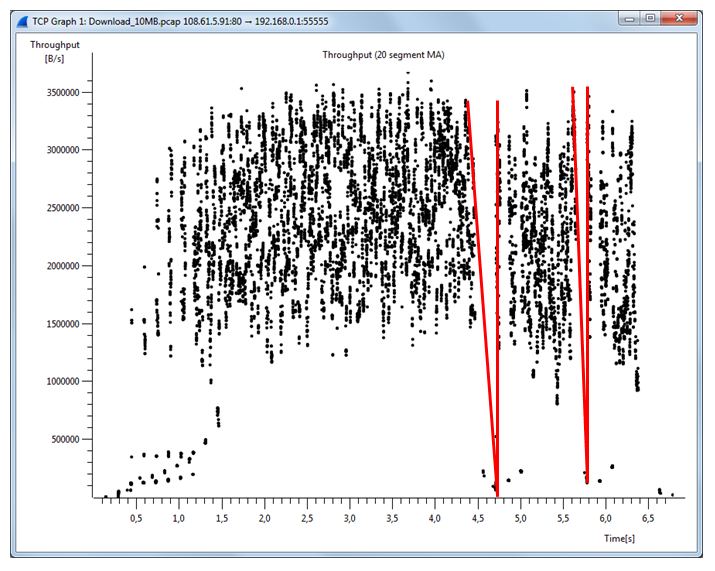 TCP Graph 1: Download_10MB.pcap 108.61.5.91:80 → 192.168.0.1:55555
Throughput
[B/s]
Throughput (20 segment MA)
3500000
3000000
2500000
2000000
1500000
1000000
500000
0,5 1,0 1,5 2,0 2,5 3,0 3,5 4,0 4,5 5,0 5,5 6,0 6,5
Time[s]